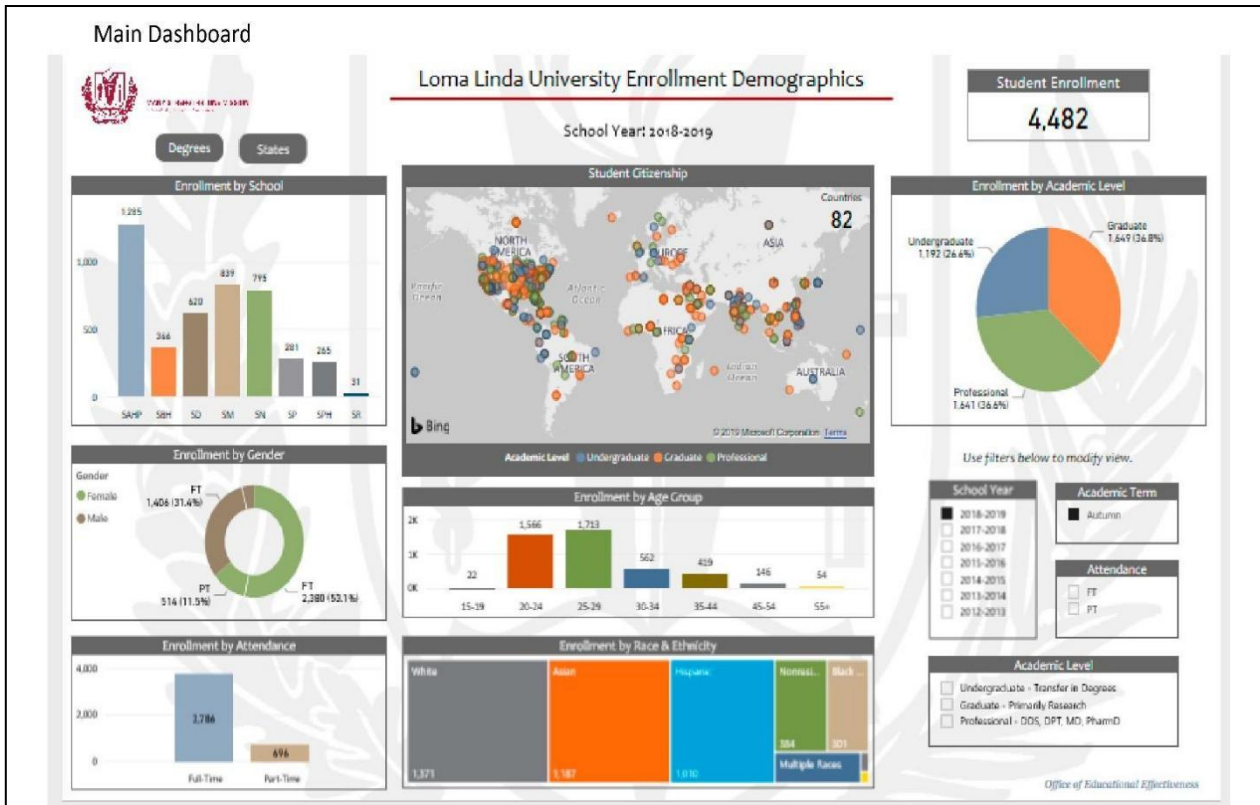 Main Dashboard
Loma Linda University Enrollment Demographics
School Year: 2018-2019
Student Enrollment
4,482
Degrees
States
Enrollment by School
1,285
366
620
839
795
281
265
31
1,000
500
0
SAHP SBH SD SM SN SP SPH SR
Student Citizenship
Countries
82
NORTH
AMERICA
EUROPE
ASIA
Pacific
Ocean
Atlantic
Ocean
AFRICA
SOUTH
AMERICA
Indian
Ocean
AUSTRALIA
Bing
© 2019 Microsoft Corporation Terms
Academic Level Undergraduate Graduate Professional
Enrollment by Academic Level
Graduate
1,649 (36.8%)
Undergraduate
1,192 (26.6%)
Professional
1,641 (36.6%)
Enrollment by Gender
Gender
Female
Male
FT
1,406 (31.4%)
PT
514 (11.5%)
FT
2,380 (53.1%)
Enrollment by Age Group
2K
1K
0K
22
1,566
1,713
562
419
146
54
15-19 20-24 25-29 30-34 35-44 45-54 55+
Use filters below to modify view.
School Year
2018-2019
2017-2018
2016-2017
2015-2016
2014-2015
2013-2014
2012-2013
Academic Term
Autumn
Attendance
FT
PT
Enrollment by Attendance
4,000
2,000
0
3,786
696
Full-Time Part-Time
Enrollment by Race & Ethnicity
White
1,371
Asian
1,187
Hispanic
1,010
Nonresi...
384
Black ...
301
Multiple Races
Academic Level
Undergraduate - Transfer in Degrees
Graduate - Primarily Research
Professional - DDS, DPT, MD, PharmD
Office of Educational Effectiveness